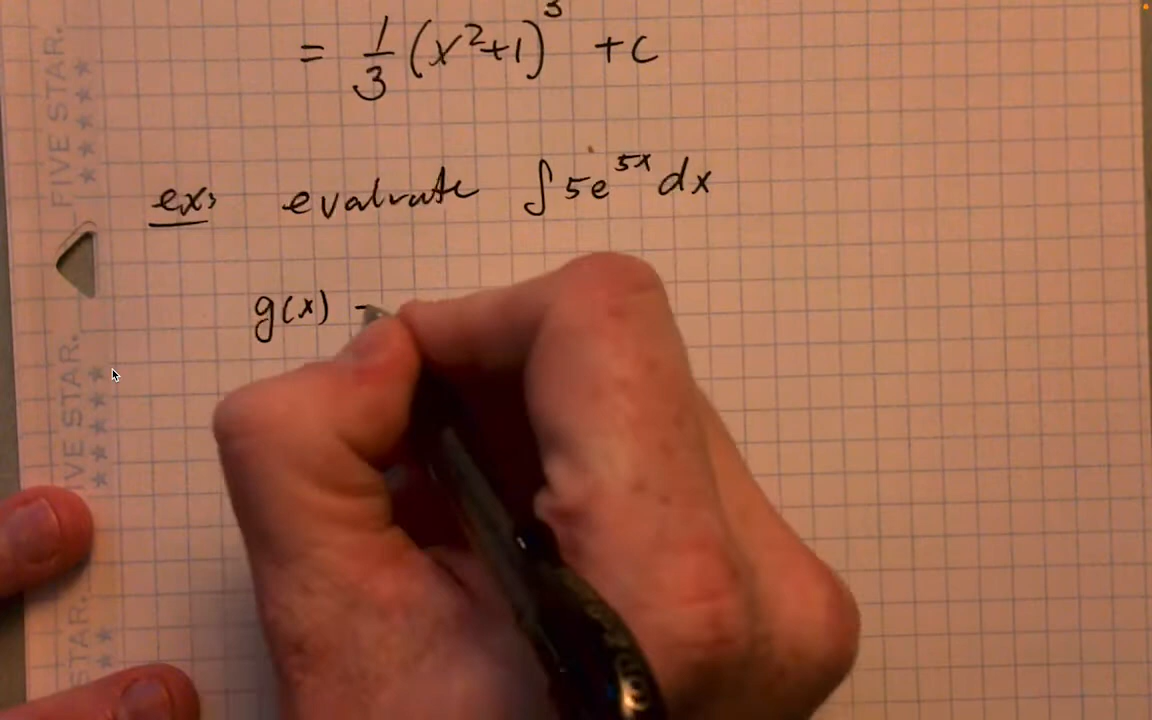 = 1/3 (x²+1)³ + c
ex: evaluate ∫ 5e^{5x} dx
g(x) =
FIVE STAR.
FIVE STAR.
STAR.